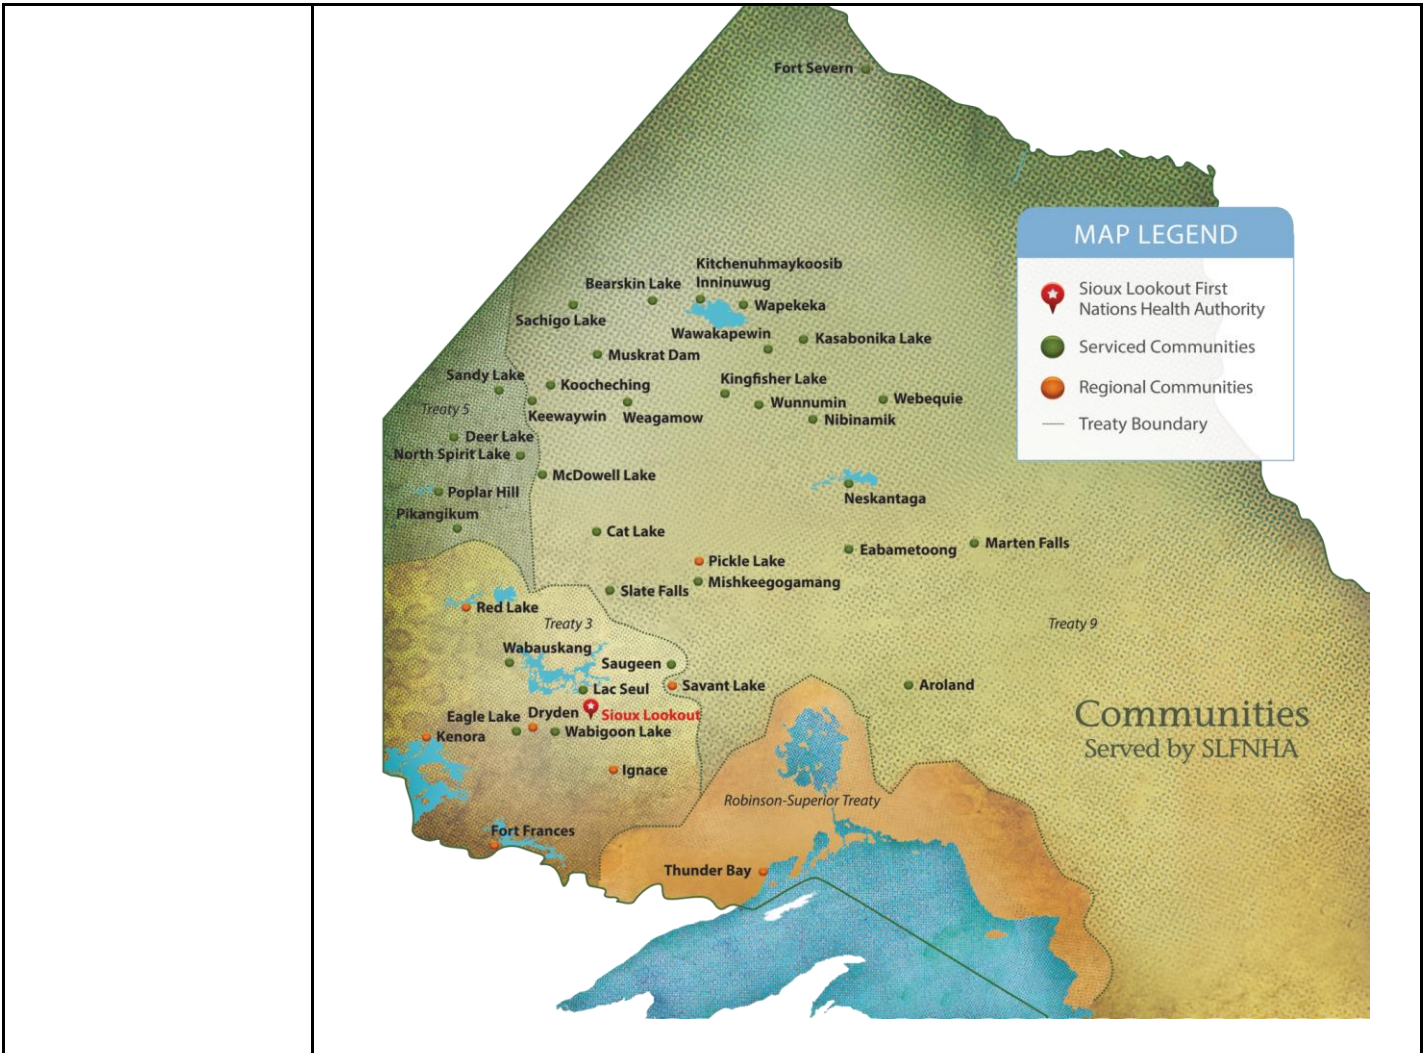 Fort Severn
MAP LEGEND
Sioux Lookout First
Nations Health Authority
Serviced Communities
Regional Communities
Treaty Boundary
Kitchenuhmaykoosib
Inninuwug
Bearskin Lake
Wapekeka
Sachigo Lake
Wawakapewin
Kasabonika Lake
Muskrat Dam
Sandy Lake
Koocheching
Kingfisher Lake
Treaty 5
Keewaywin
Weagamow
Wunnumin
Webequie
Nibinamik
Deer Lake
North Spirit Lake
McDowell Lake
Poplar Hill
Neskantaga
Pikangikum
Cat Lake
Eabametoong
Marten Falls
Pickle Lake
Mishkeegogamang
Slate Falls
Red Lake
Treaty 3
Treaty 9
Wabauskang
Saugeen
Lac Seul
Savant Lake
Aroland
Eagle Lake
Dryden
Sioux Lookout
Kenora
Wabigoon Lake
Communities
Served by SLFNHA
Ignace
Robinson-Superior Treaty
Fort Frances
Thunder Bay